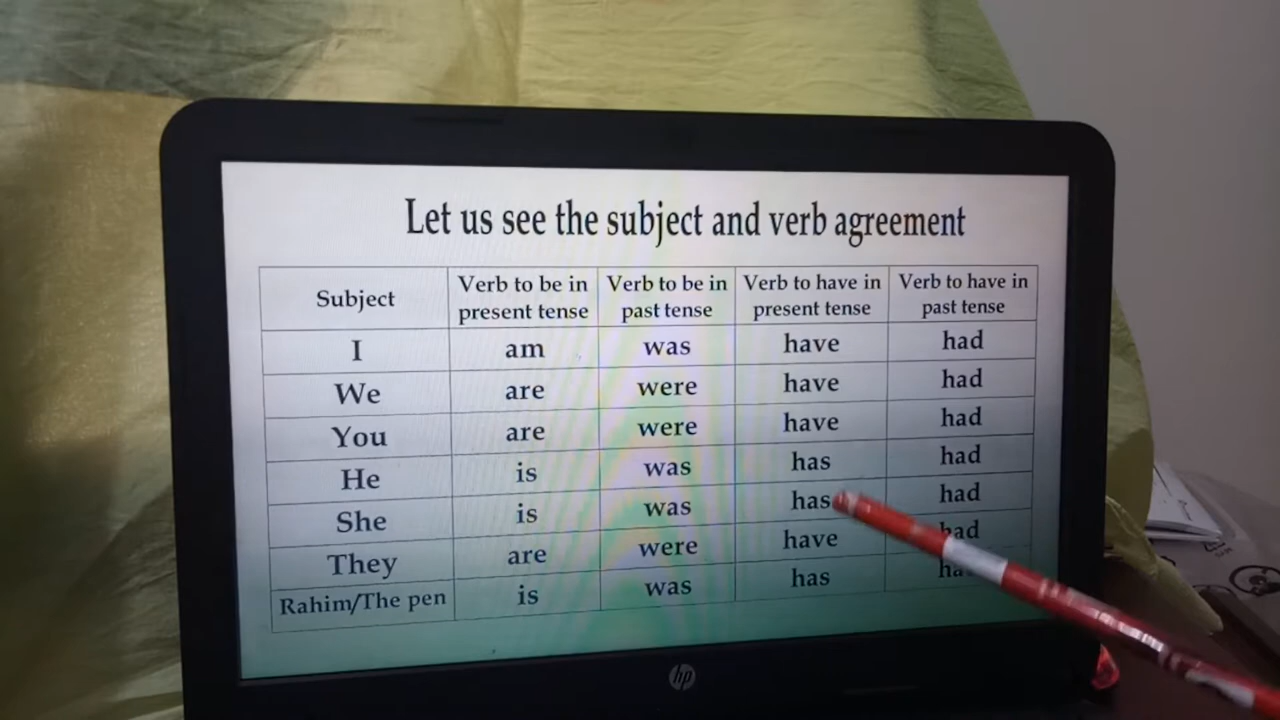 Let us see the subject and verb agreement
Subject Verb to be in present tense Verb to be in past tense Verb to have in present tense Verb to have in past tense
I am was have had
We are were have had
You are were have had
He is was has had
She is was has had
They are were have had
Rahim/The pen is was has
hp